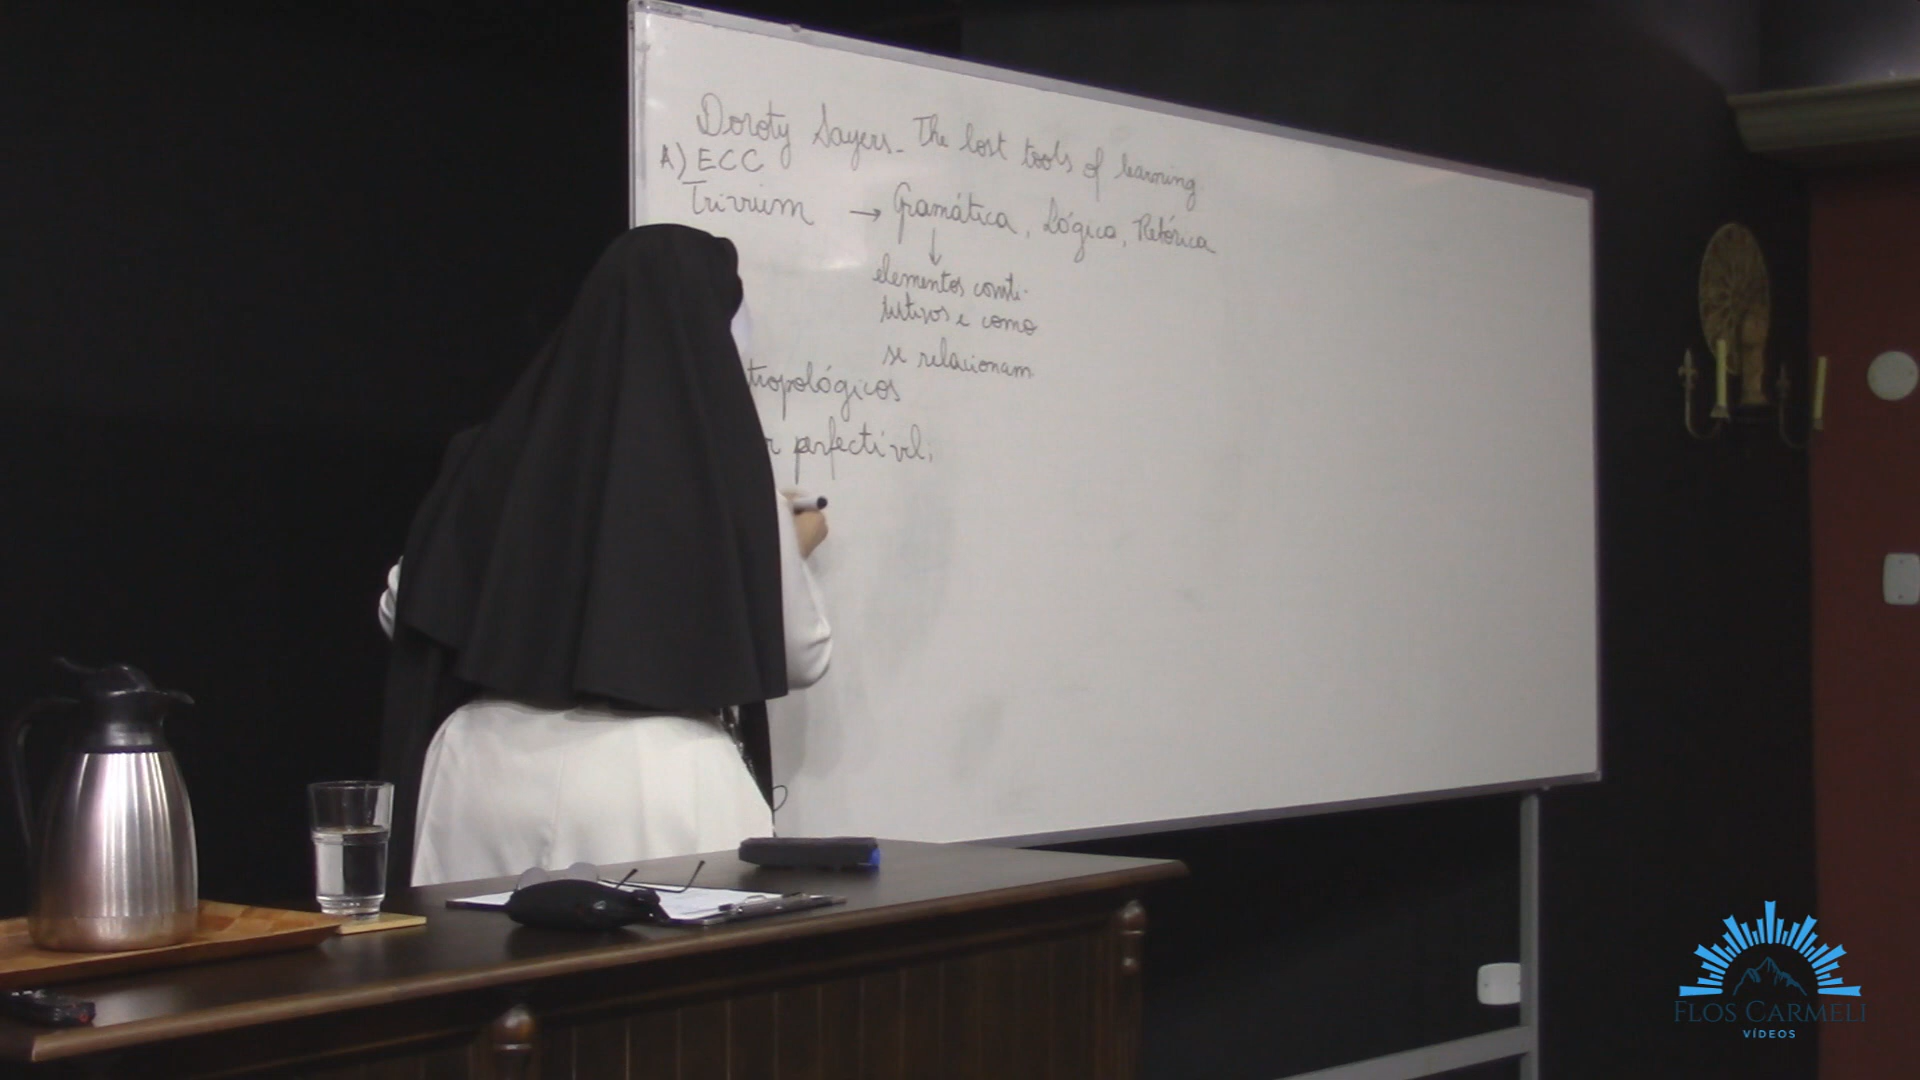 Doroty Sayers - The lost tools of learning
A) ECC
Trivium → Gramática, Lógica, Retórica
↓
elementos consti-
tutivos e como
se relacionam
tropológicos
r perfectível;
FLOS CARMELI
VÍDEOS